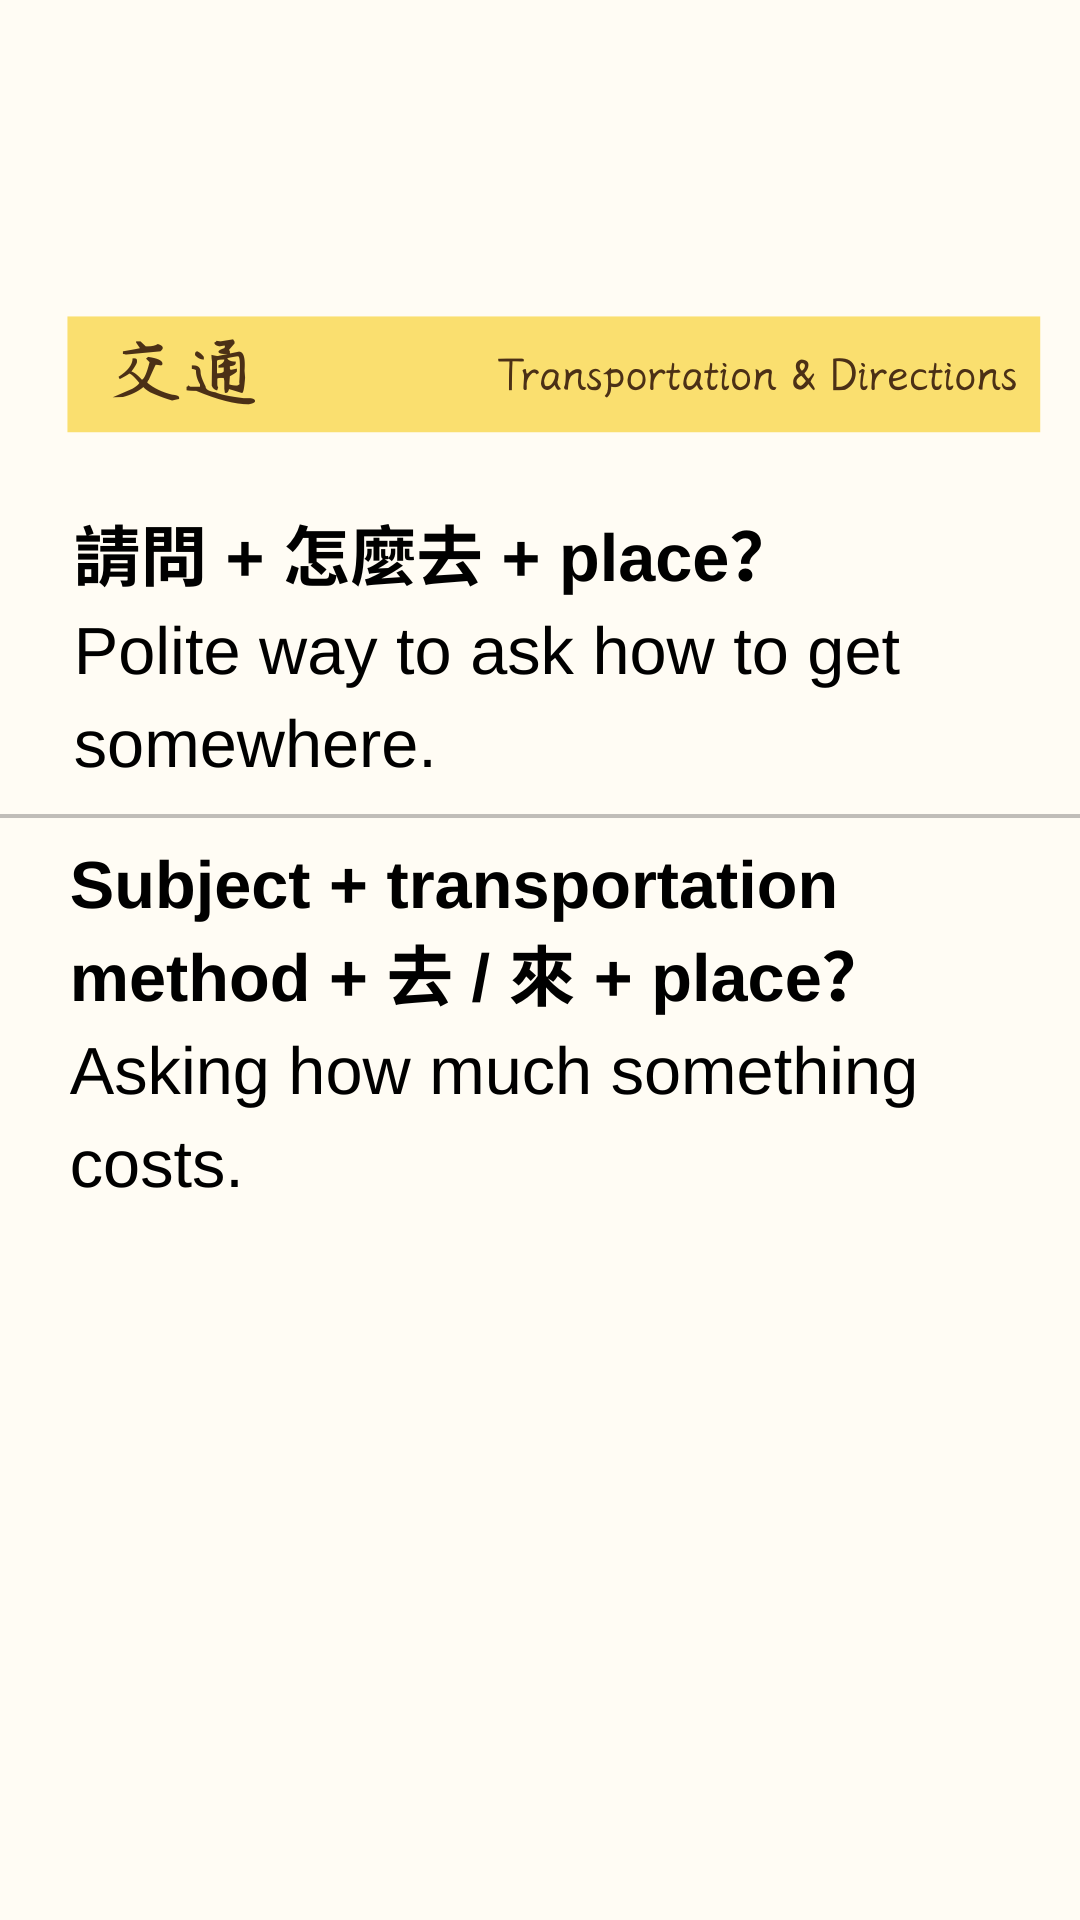 交通
Transportation & Directions
請問 + 怎麼去 + place?
Polite way to ask how to get
somewhere.
Subject + transportation
method + 去 / 來 + place?
Asking how much something
costs.